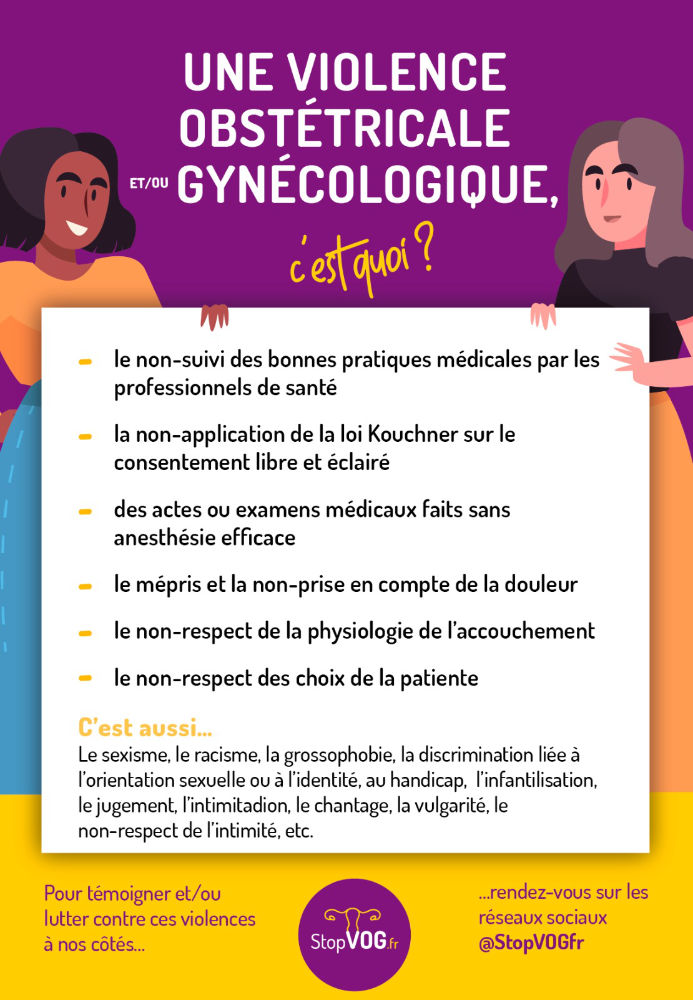 UNE VIOLENCE
OBSTÉTRICALE
ET/OU GYNÉCOLOGIQUE,
c'est quoi ?
- le non-suivi des bonnes pratiques médicales par les
professionnels de santé
- la non-application de la loi Kouchner sur le
consentement libre et éclairé
- des actes ou examens médicaux faits sans
anesthésie efficace
- le mépris et la non-prise en compte de la douleur
- le non-respect de la physiologie de l'accouchement
- le non-respect des choix de la patiente
C'est aussi...
Le sexisme, le racisme, la grossophobie, la discrimination liée à
l'orientation sexuelle ou à l'identité, au handicap, l'infantilisation,
le jugement, l'intimitadion, le chantage, la vulgarité, le
non-respect de l'intimité, etc.
Pour témoigner et/ou
lutter contre ces violences
à nos côtés...
StopVOG.fr
...rendez-vous sur les
réseaux sociaux
@StopVOGfr